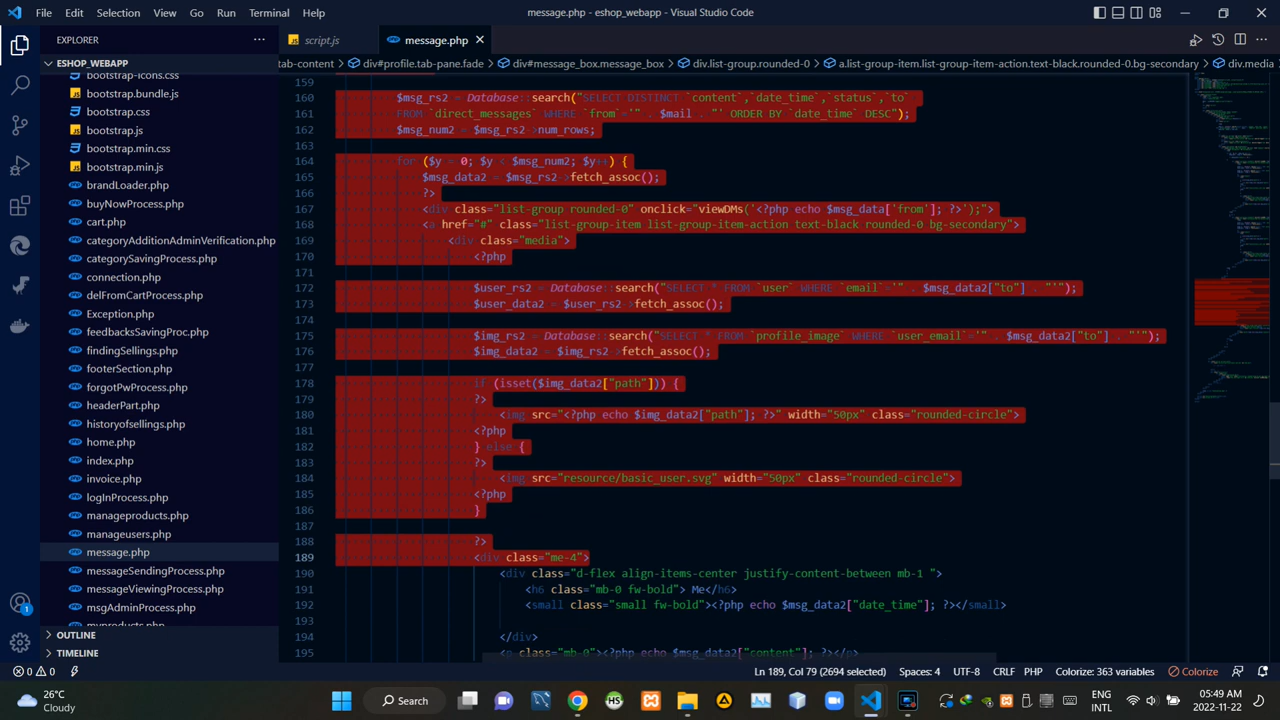 File Edit Selection View Go Run Terminal Help
message.php - eshop_webapp - Visual Studio Code
EXPLORER
ESHOP_WEBAPP
bootstrap-icons.css
bootstrap.bundle.js
bootstrap.css
bootstrap.js
bootstrap.min.css
bootstrap.min.js
brandLoader.php
buyNowProcess.php
cart.php
categoryAdditionAdminVerification.php
categorySavingProcess.php
connection.php
delFromCartProcess.php
Exception.php
feedbacksSavingProc.php
findingSellings.php
footerSection.php
forgotPwProcess.php
headerPart.php
historyofsellings.php
home.php
index.php
invoice.php
logInProcess.php
manageproducts.php
manageusers.php
message.php
messageSendingProcess.php
messageViewingProcess.php
msgAdminProcess.php
myproducts.php
OUTLINE
TIMELINE
script.js
message.php
tab-content > div#profile.tab-pane.fade > div#message_box.message_box > div.list-group.rounded-0 > a.list-group-item.list-group-item-action.text-black.rounded-0.bg-secondary > div.media
159
160 $msg_rs2 = Database::search("SELECT DISTINCT `content`,`date_time`,`status`,`to`
161 FROM `direct_messages` WHERE `from`='" . $mail . "' ORDER BY `date_time` DESC");
162 $msg_num2 = $msg_rs2->num_rows;
163
164 for ($y = 0; $y < $msg_num2; $y++) {
165 $msg_data2 = $msg_rs2->fetch_assoc();
166 ?>
167 <div class="list-group rounded-0" onclick="viewDMs('<?php echo $msg_data['from']; ?>');">
168 <a href="#" class="list-group-item list-group-item-action text-black rounded-0 bg-secondary">
169 <div class="media">
170 <?php
171
172 $user_rs2 = Database::search("SELECT * FROM `user` WHERE `email`='" . $msg_data2["to"] . "'");
173 $user_data2 = $user_rs2->fetch_assoc();
174
175 $img_rs2 = Database::search("SELECT * FROM `profile_image` WHERE `user_email`='" . $msg_data2["to"] . "'");
176 $img_data2 = $img_rs2->fetch_assoc();
177
178 if (isset($img_data2["path"])) {
179 ?>
180 <img src="<?php echo $img_data2["path"]; ?>" width="50px" class="rounded-circle">
181 <?php
182 } else {
183 ?>
184 <img src="resource/basic_user.svg" width="50px" class="rounded-circle">
185 <?php
186 }
187
188 ?>
189 <div class="me-4">
190 <div class="d-flex align-items-center justify-content-between mb-1 ">
191 <h6 class="mb-0 fw-bold"> Me</h6>
192 <small class="small fw-bold"><?php echo $msg_data2["date_time"]; ?></small>
193
194 </div>
195 <p class="mb-0"><?php echo $msg_data2["content"]; ?></p>
1
0 0
Ln 189, Col 79 (2694 selected) Spaces: 4 UTF-8 CRLF PHP Colorize: 363 variables Colorize
26°C
Cloudy
Search
HS
ENG
INTL
05:49 AM
2022-11-22